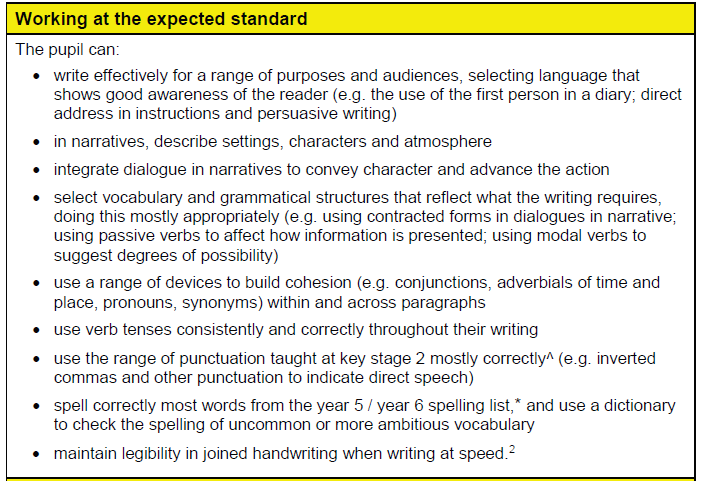 Working at the expected standard
The pupil can:
• write effectively for a range of purposes and audiences, selecting language that
shows good awareness of the reader (e.g. the use of the first person in a diary; direct
address in instructions and persuasive writing)
• in narratives, describe settings, characters and atmosphere
• integrate dialogue in narratives to convey character and advance the action
• select vocabulary and grammatical structures that reflect what the writing requires,
doing this mostly appropriately (e.g. using contracted forms in dialogues in narrative;
using passive verbs to affect how information is presented; using modal verbs to
suggest degrees of possibility)
• use a range of devices to build cohesion (e.g. conjunctions, adverbials of time and
place, pronouns, synonyms) within and across paragraphs
• use verb tenses consistently and correctly throughout their writing
• use the range of punctuation taught at key stage 2 mostly correctly^ (e.g. inverted
commas and other punctuation to indicate direct speech)
• spell correctly most words from the year 5 / year 6 spelling list,* and use a dictionary
to check the spelling of uncommon or more ambitious vocabulary
• maintain legibility in joined handwriting when writing at speed.²